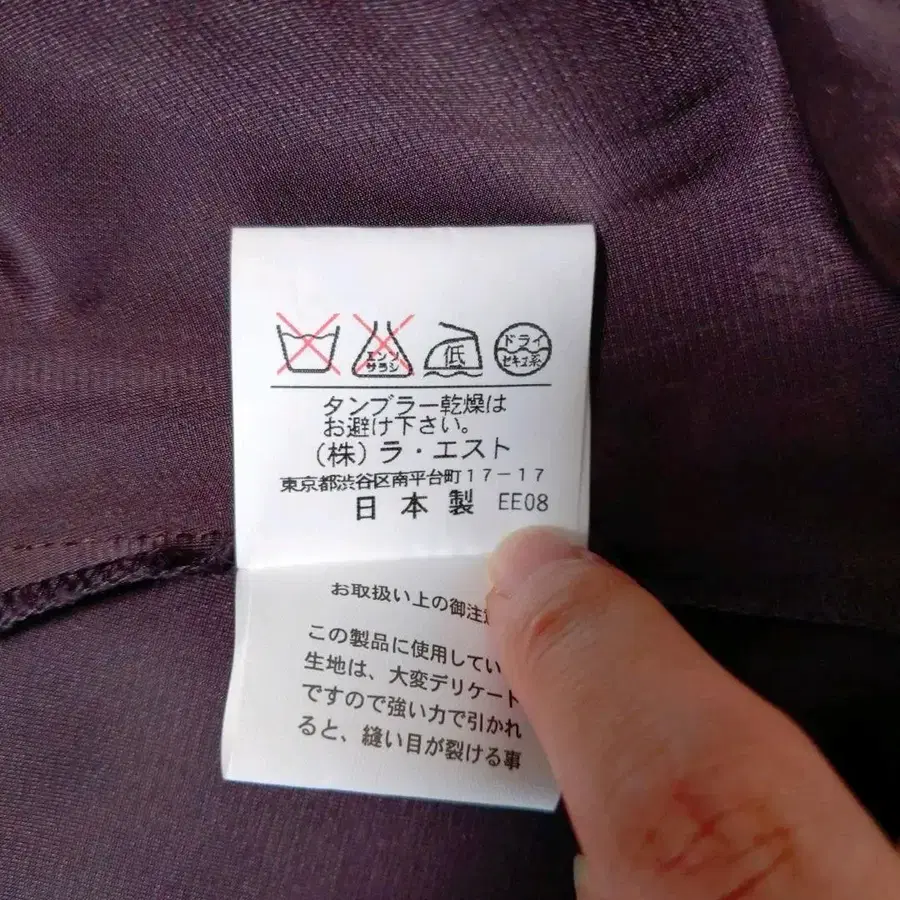 エンソ
サラシ
低
ドライ
セキユ系
タンブラー乾燥は
お避け下さい。
(株)ラ・エスト
東京都渋谷区南平台町17-17
日本製 EE08
お取扱い上の御注
この製品に使用してい
生地は、大変デリケート
ですので強い力で引かれ
ると、縫い目が裂ける事